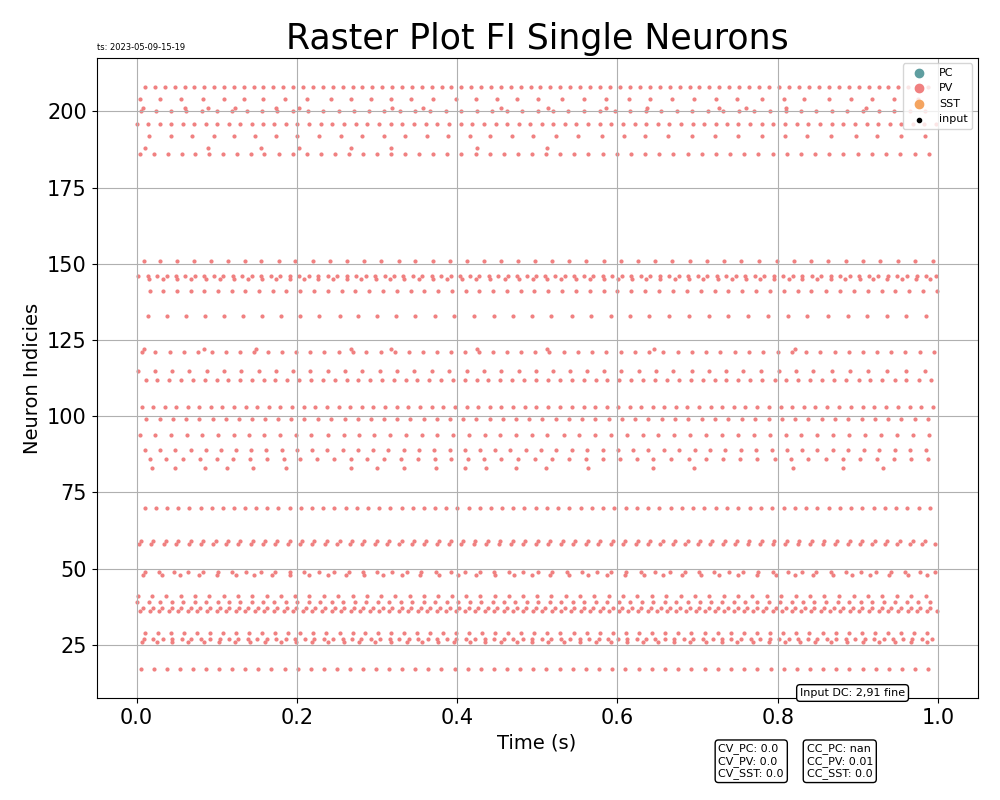 Raster Plot FI Single Neurons
ts: 2023-05-09-15-19
PC
PV
SST
input
200
175
150
125
100
75
50
25
Neuron Indicies
0.0 0.2 0.4 0.6 0.8 1.0
Time (s)
Input DC: 2,91 fine
CV_PC: 0.0
CV_PV: 0.0
CV_SST: 0.0
CC_PC: nan
CC_PV: 0.01
CC_SST: 0.0